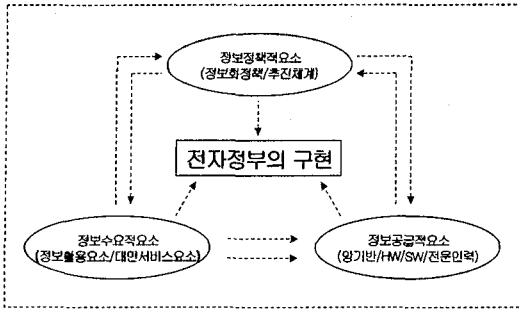 정보정책적요소
(정보화정책/추진체계)
전자정부의 구현
정보수요적요소
(정보활용요소/대민서비스요소)
정보공급적요소
(망기반/HW/SW/전문인력)